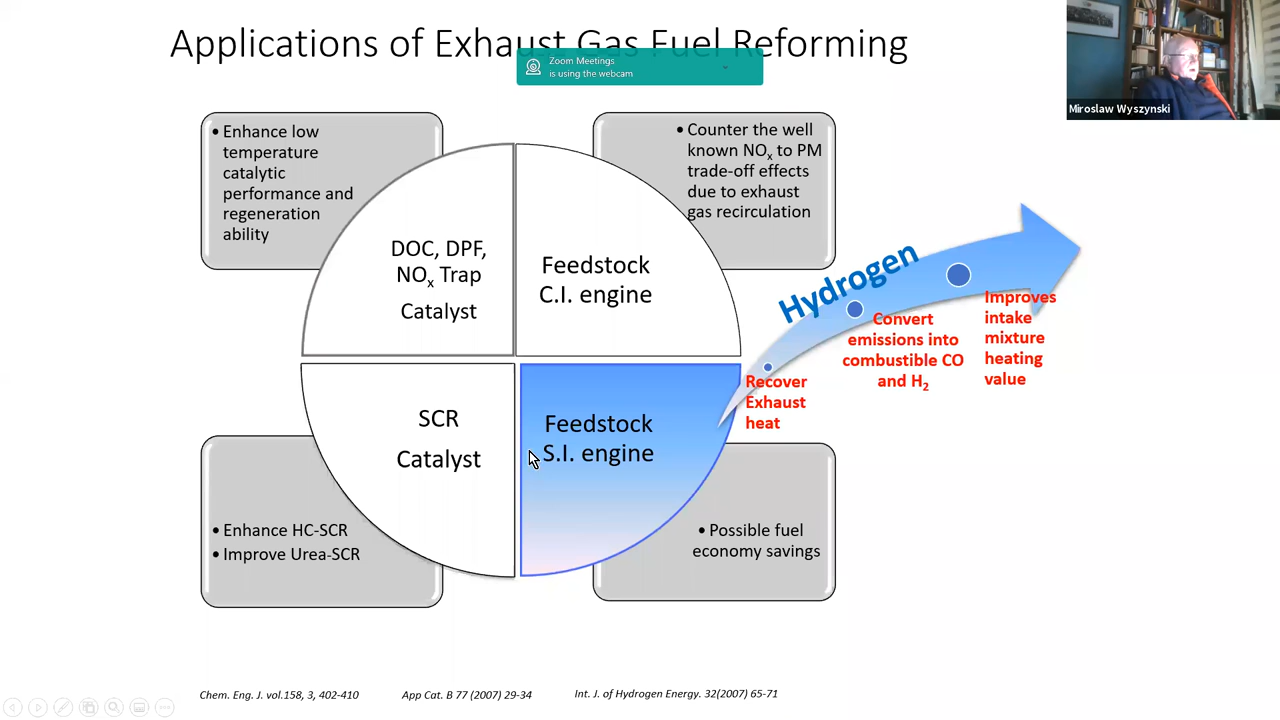 Applications of Exhaust Gas Fuel Reforming
Zoom Meetings
is using the webcam
Miroslaw Wyszynski
• Enhance low
temperature
catalytic
performance and
regeneration
ability
• Counter the well
known NOₓ to PM
trade-off effects
due to exhaust
gas recirculation
DOC, DPF,
NOₓ Trap
Catalyst
Feedstock
C.I. engine
Hydrogen
Recover
Exhaust
heat
Convert
emissions into
combustible CO
and H₂
Improves
intake
mixture
heating
value
SCR
Catalyst
Feedstock
S.I. engine
• Enhance HC-SCR
• Improve Urea-SCR
• Possible fuel
economy savings
Chem. Eng. J. vol.158, 3, 402-410
App Cat. B 77 (2007) 29-34
Int. J. of Hydrogen Energy. 32(2007) 65-71